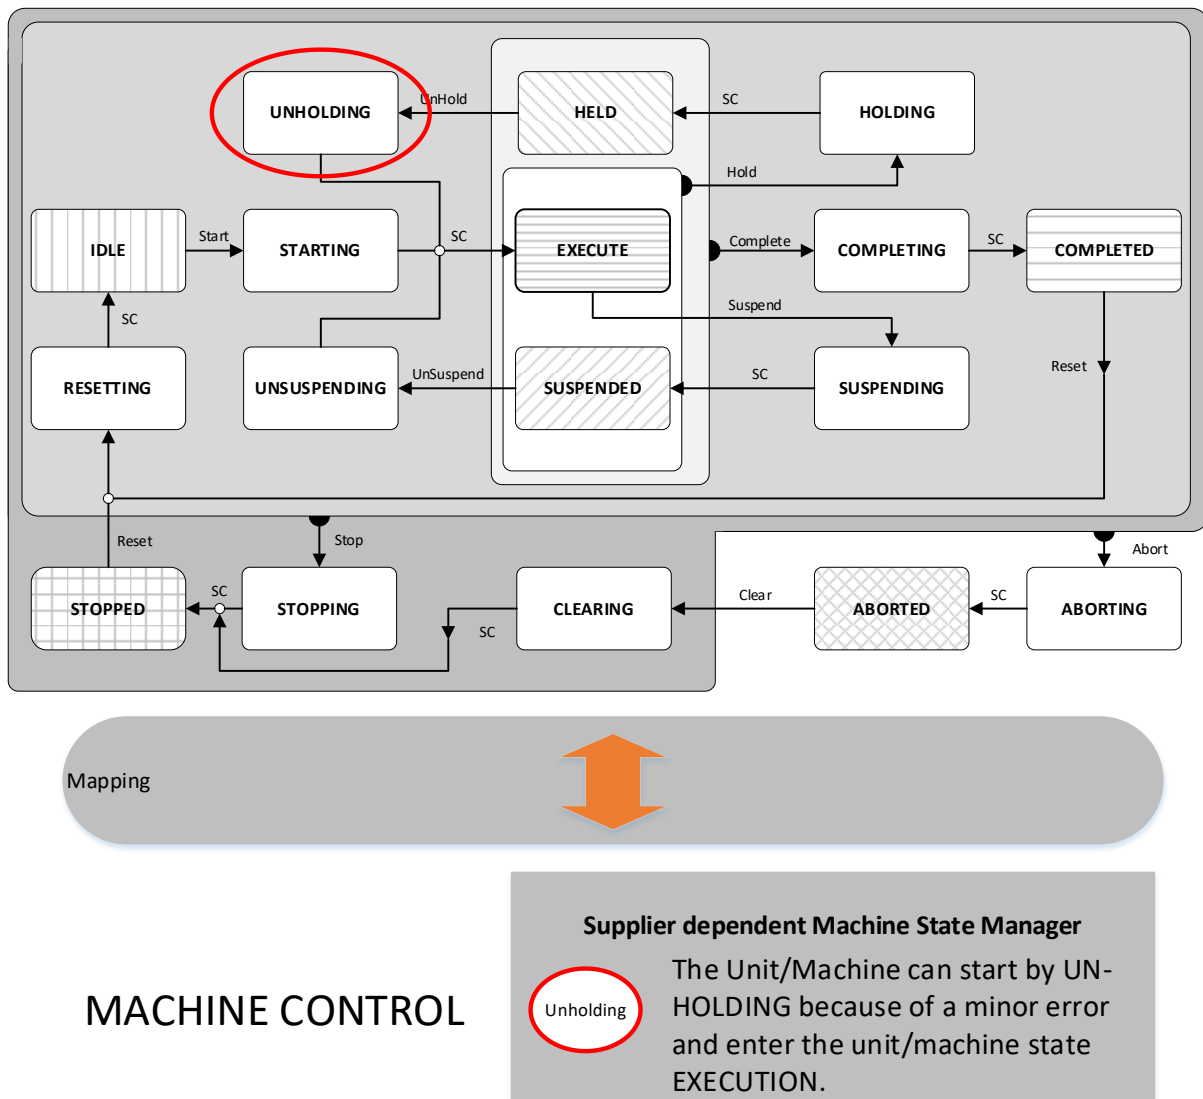 UNHOLDING
UnHold
HELD
SC
HOLDING
Hold
IDLE
Start
STARTING
SC
EXECUTE
Complete
COMPLETING
SC
COMPLETED
Suspend
SC
RESETTING
UNSUSPENDING
UnSuspend
SUSPENDED
SC
SUSPENDING
Reset
Reset
Stop
Abort
STOPPED
SC
STOPPING
CLEARING
SC
Clear
ABORTED
SC
ABORTING
Mapping
MACHINE CONTROL
Supplier dependent Machine State Manager
Unholding
The Unit/Machine can start by UN-
HOLDING because of a minor error
and enter the unit/machine state
EXECUTION.